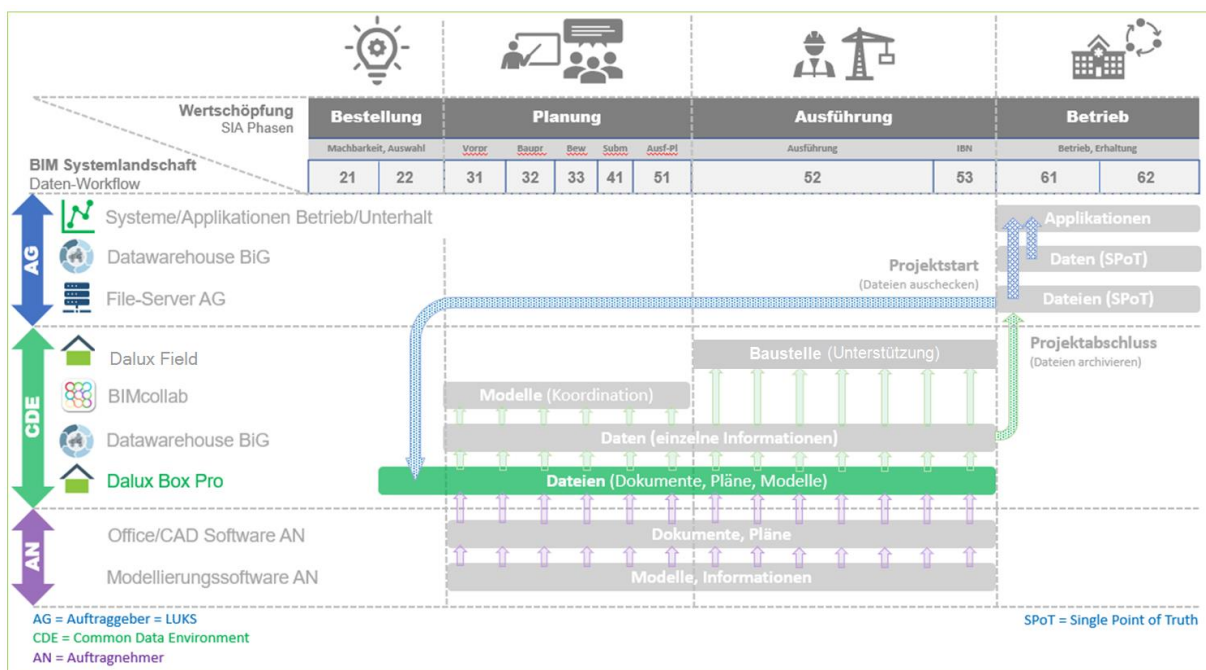 Wertschöpfung
SIA Phasen
Bestellung
Planung
Ausführung
Betrieb
Machbarkeit, Auswahl
Vorpr
Baupr
Bew
Subm
Ausf-Pl
Ausführung
IBN
Betrieb, Erhaltung
BIM Systemlandschaft
Daten-Workflow
21
22
31
32
33
41
51
52
53
61
62
AG
Systeme/Applikationen Betrieb/Unterhalt
Applikationen
Datawarehouse BiG
Daten (SPoT)
Projektstart
(Dateien auschecken)
File-Server AG
Dateien (SPoT)
CDE
Dalux Field
Baustelle (Unterstützung)
Projektabschluss
(Dateien archivieren)
BIMcollab
Modelle (Koordination)
Datawarehouse BiG
Daten (einzelne Informationen)
Dalux Box Pro
Dateien (Dokumente, Pläne, Modelle)
AN
Office/CAD Software AN
Dokumente, Pläne
Modellierungssoftware AN
Modelle, Informationen
AG = Auftraggeber = LUKS
SPoT = Single Point of Truth
CDE = Common Data Environment
AN = Auftragnehmer